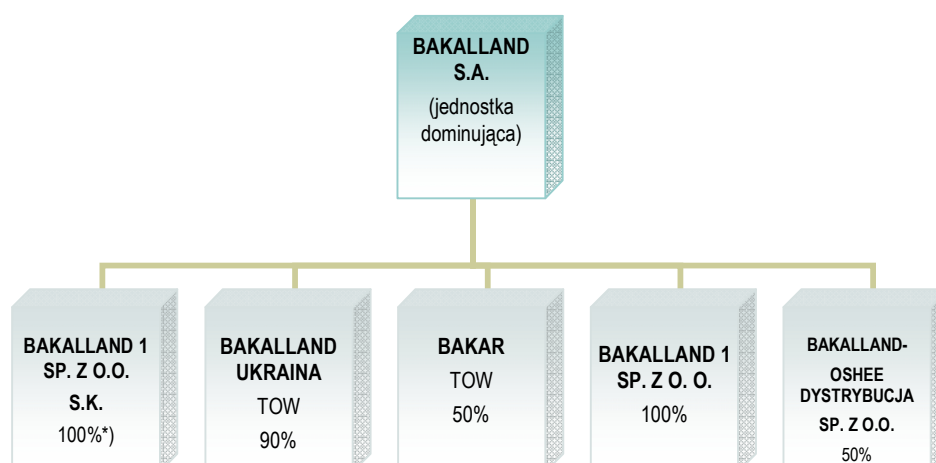 BAKALLAND
S.A.
(jednostka
dominująca)
BAKALLAND 1
SP. Z O.O.
S.K.
100%*)
BAKALLAND
UKRAINA
TOW
90%
BAKAR
TOW
50%
BAKALLAND 1
SP. Z O. O.
100%
BAKALLAND-
OSHEE
DYSTRYBUCJA
SP. Z O.O.
50%